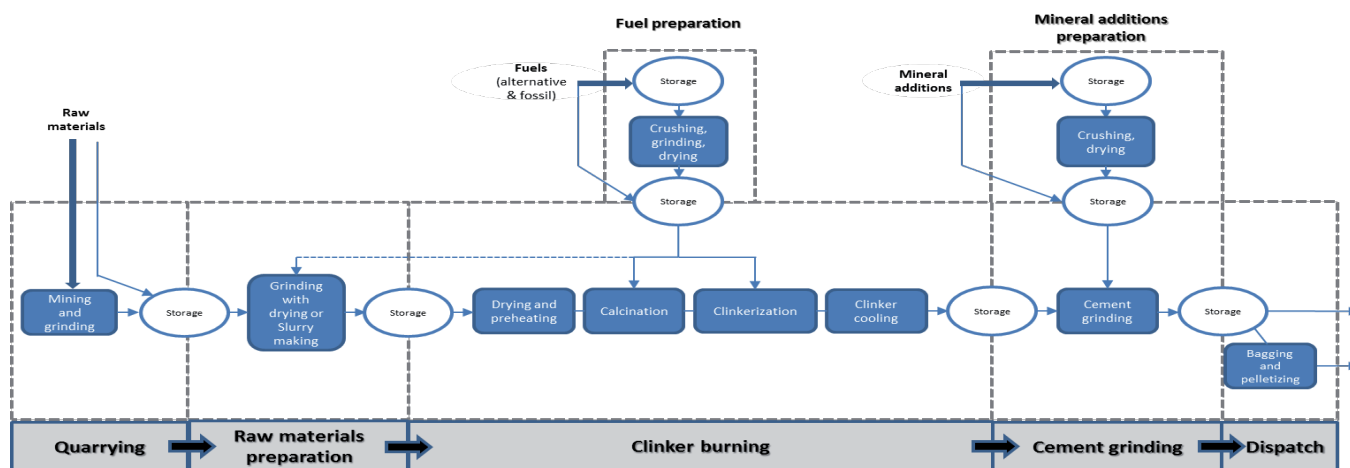 Fuel preparation
Mineral additions
preparation
Fuels
(alternative
& fossil)
Storage
Mineral
additions
Storage
Raw
materials
Crushing,
grinding,
drying
Crushing,
drying
Storage
Storage
Mining
and
grinding
Storage
Grinding
with
drying or
Slurry
making
Storage
Drying and
preheating
Calcination
Clinkerization
Clinker
cooling
Storage
Cement
grinding
Storage
Bagging
and
pelletizing
Quarrying
Raw materials
preparation
Clinker burning
Cement grinding
Dispatch